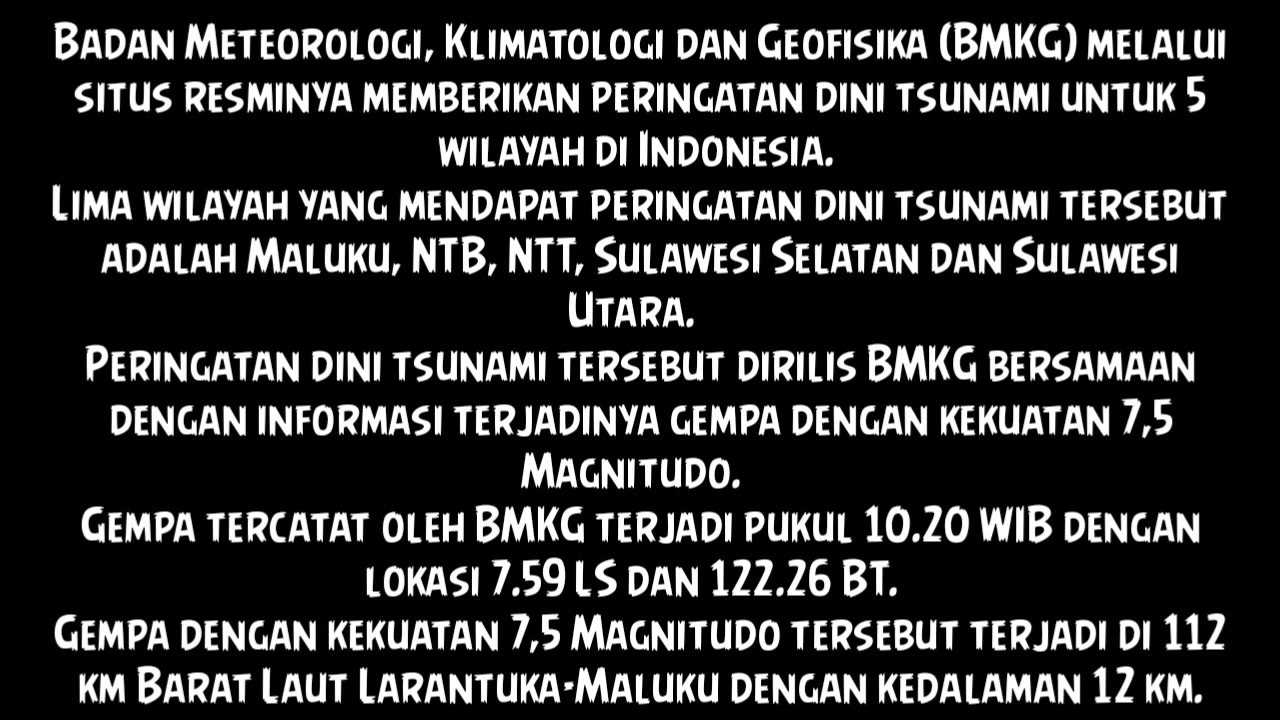 Badan Meteorologi, Klimatologi dan Geofisika (BMKG) melalui
situs resminya memberikan peringatan dini tsunami untuk 5
wilayah di Indonesia.
Lima wilayah yang mendapat peringatan dini tsunami tersebut
adalah Maluku, NTB, NTT, Sulawesi Selatan dan Sulawesi
Utara.
Peringatan dini tsunami tersebut dirilis BMKG bersamaan
dengan informasi terjadinya gempa dengan kekuatan 7,5
Magnitudo.
Gempa tercatat oleh BMKG terjadi pukul 10.20 WIB dengan
lokasi 7.59 LS dan 122.26 BT.
Gempa dengan kekuatan 7,5 Magnitudo tersebut terjadi di 112
km Barat Laut Larantuka-Maluku dengan kedalaman 12 km.